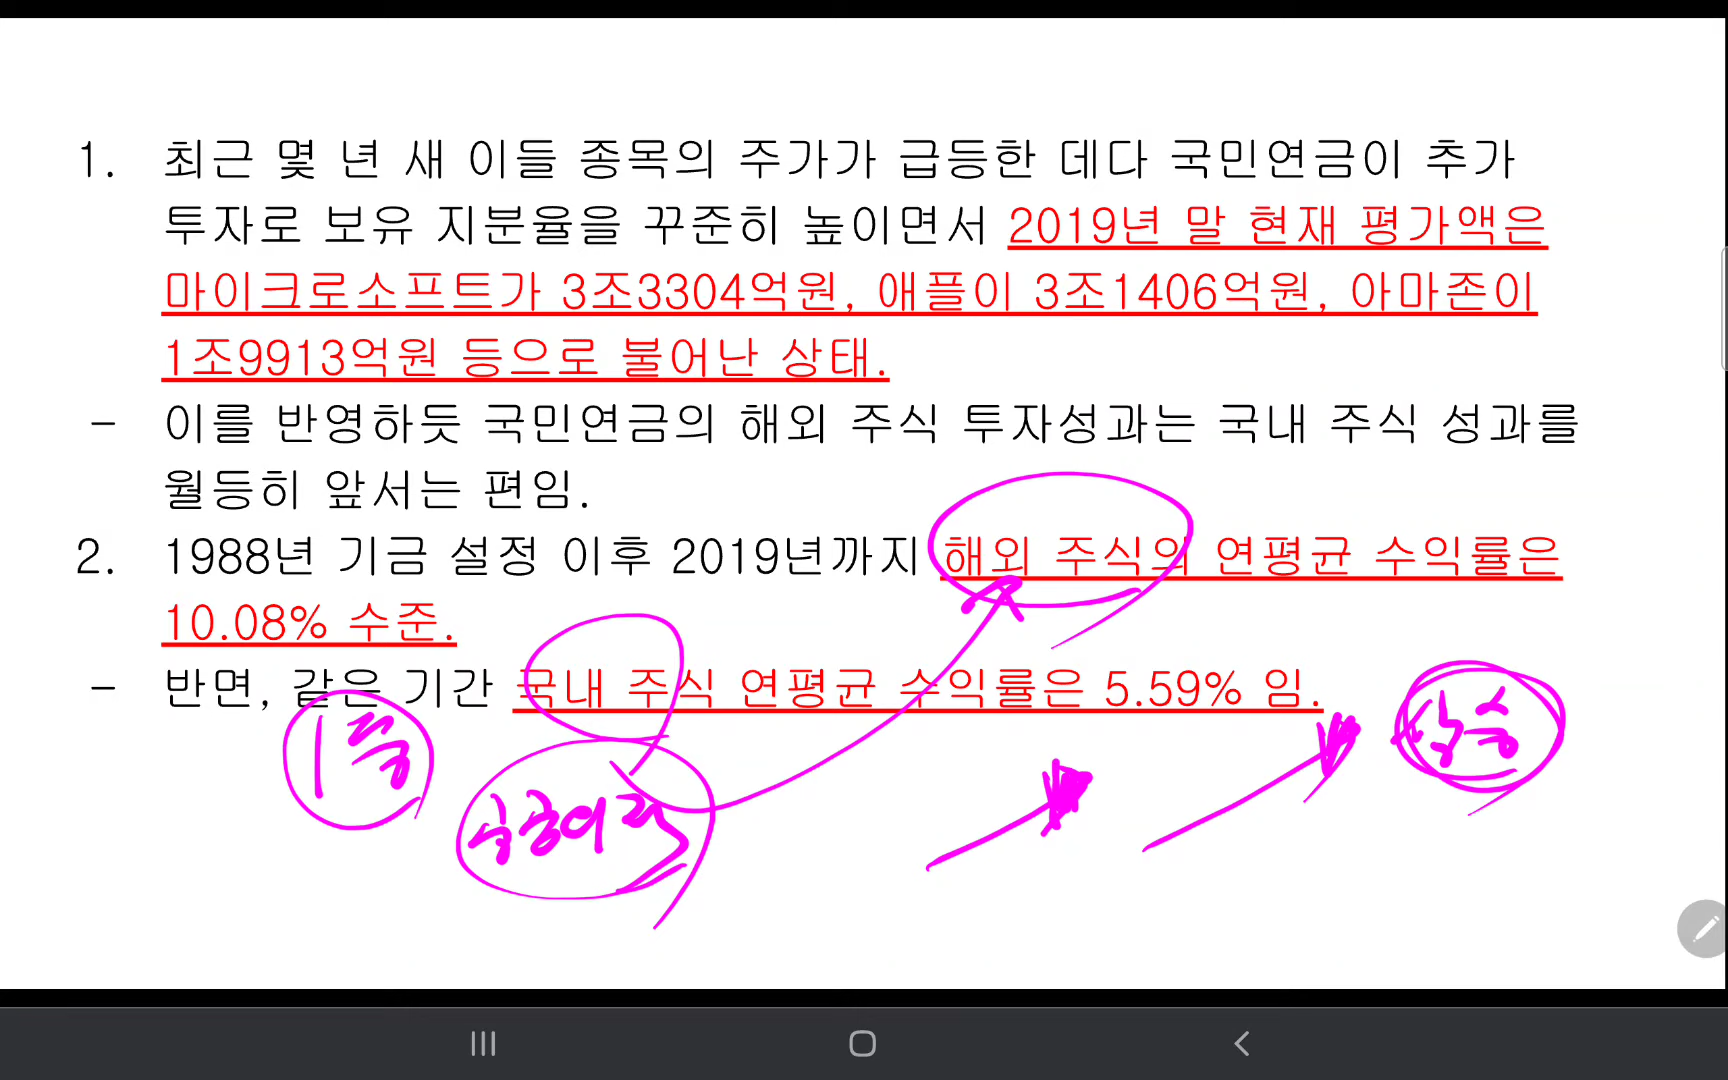 1. 최근 몇 년 새 이들 종목의 주가가 급등한 데다 국민연금이 추가
투자로 보유 지분율을 꾸준히 높이면서 2019년 말 현재 평가액은
마이크로소프트가 3조3304억원, 애플이 3조1406억원, 아마존이
1조9913억원 등으로 불어난 상태.
– 이를 반영하듯 국민연금의 해외 주식 투자성과는 국내 주식 성과를
월등히 앞서는 편임.
2. 1988년 기금 설정 이후 2019년까지 해외 주식의 연평균 수익률은
10.08% 수준.
– 반면, 같은 기간 국내 주식 연평균 수익률은 5.59% 임.